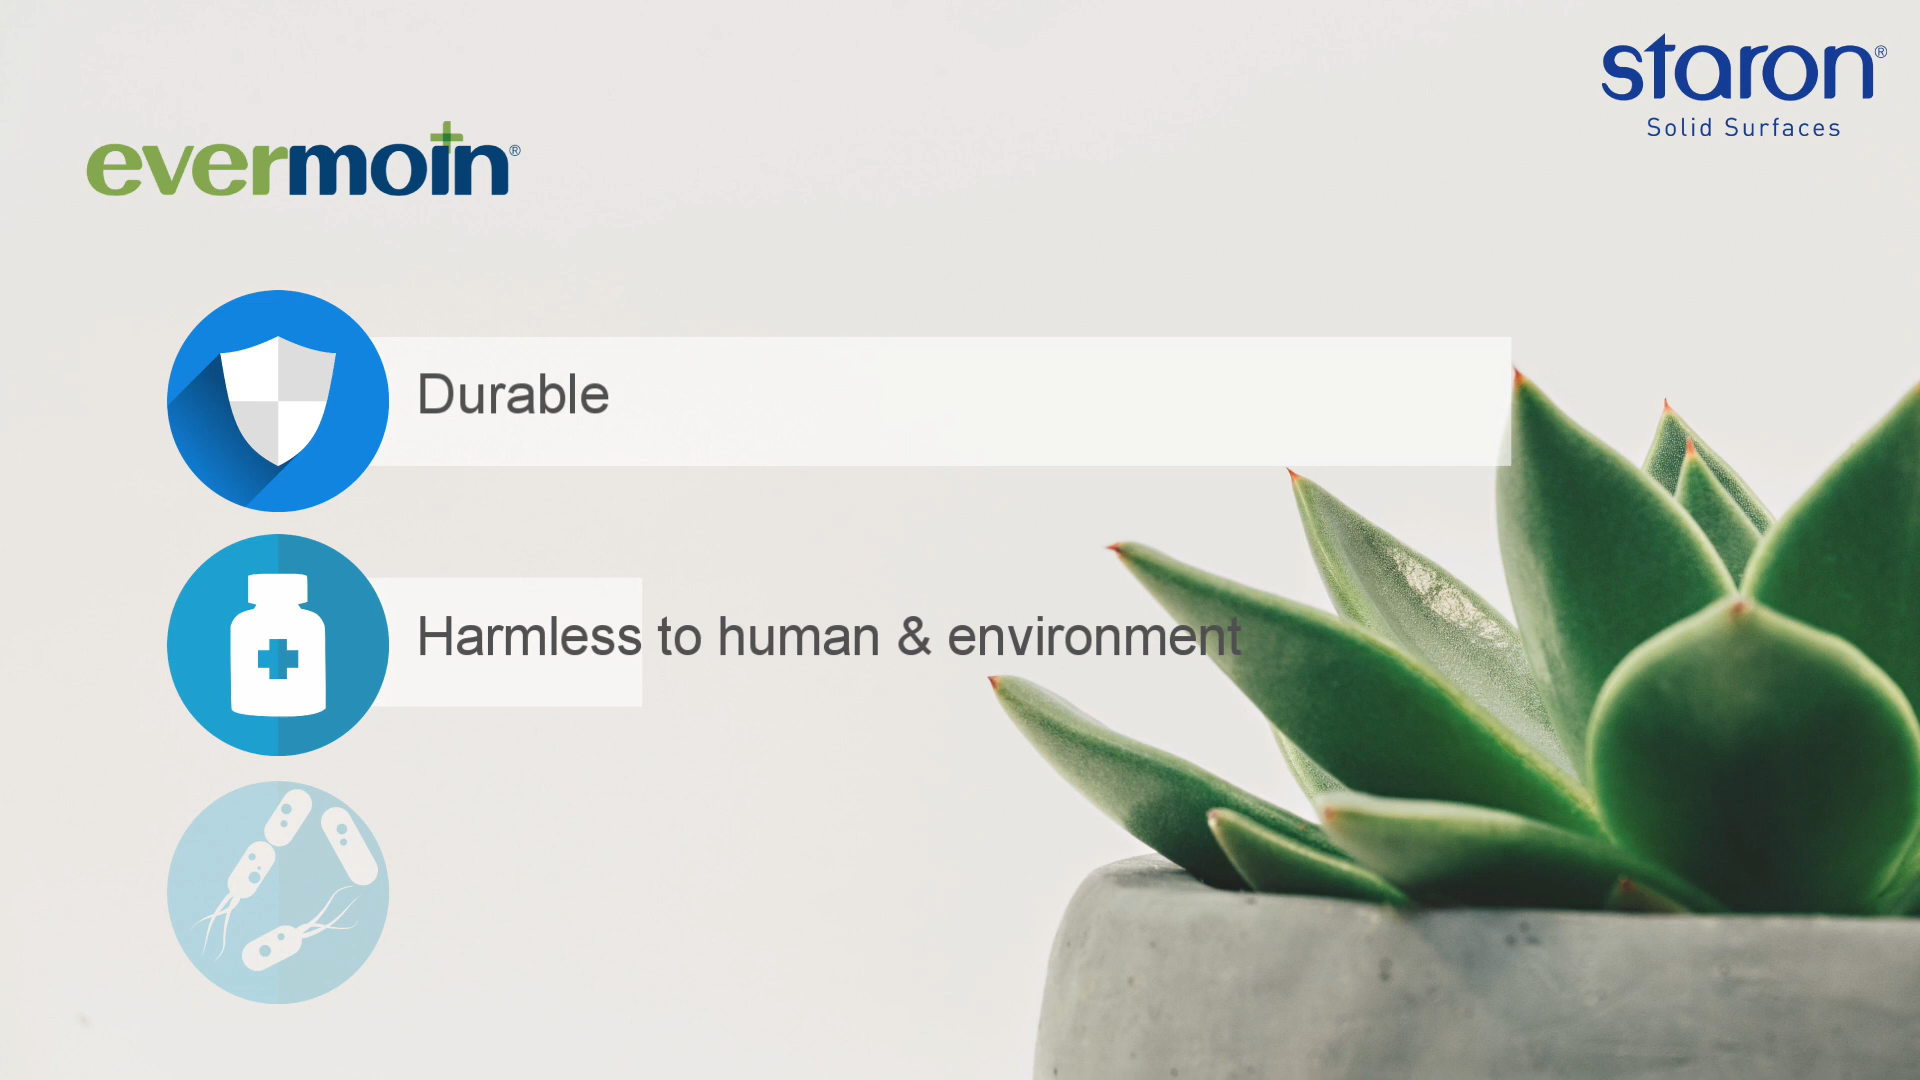 staron®
Solid Surfaces
evermoin®
Durable
Harmless to human & environment